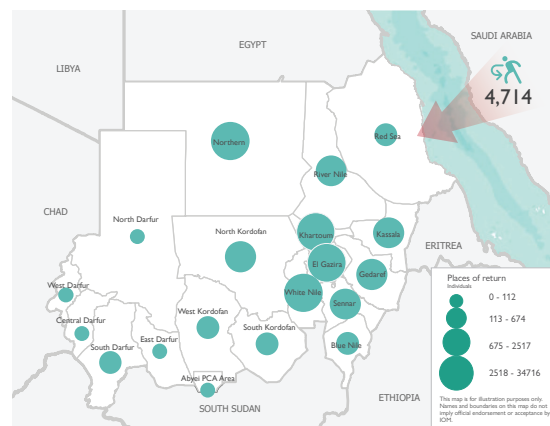 SAUDI ARABIA
EGYPT
LIBYA
4,714
Red Sea
Northern
River Nile
CHAD
North Darfur
North Kordofan
Khartoum
Kassala
ERITREA
El Gazira
Gedaref
West Darfur
White Nile
Sennar
Central Darfur
West Kordofan
South Kordofan
South Darfur
East Darfur
Blue Nile
Abyei PCA Area
SOUTH SUDAN
ETHIOPIA
Places of return
Individuals
0 - 112
113 - 674
675 - 2517
2518 - 34716
This map is for illustration purposes only.
Names and boundaries on this map do not
imply official endorsement or acceptance by
IOM.